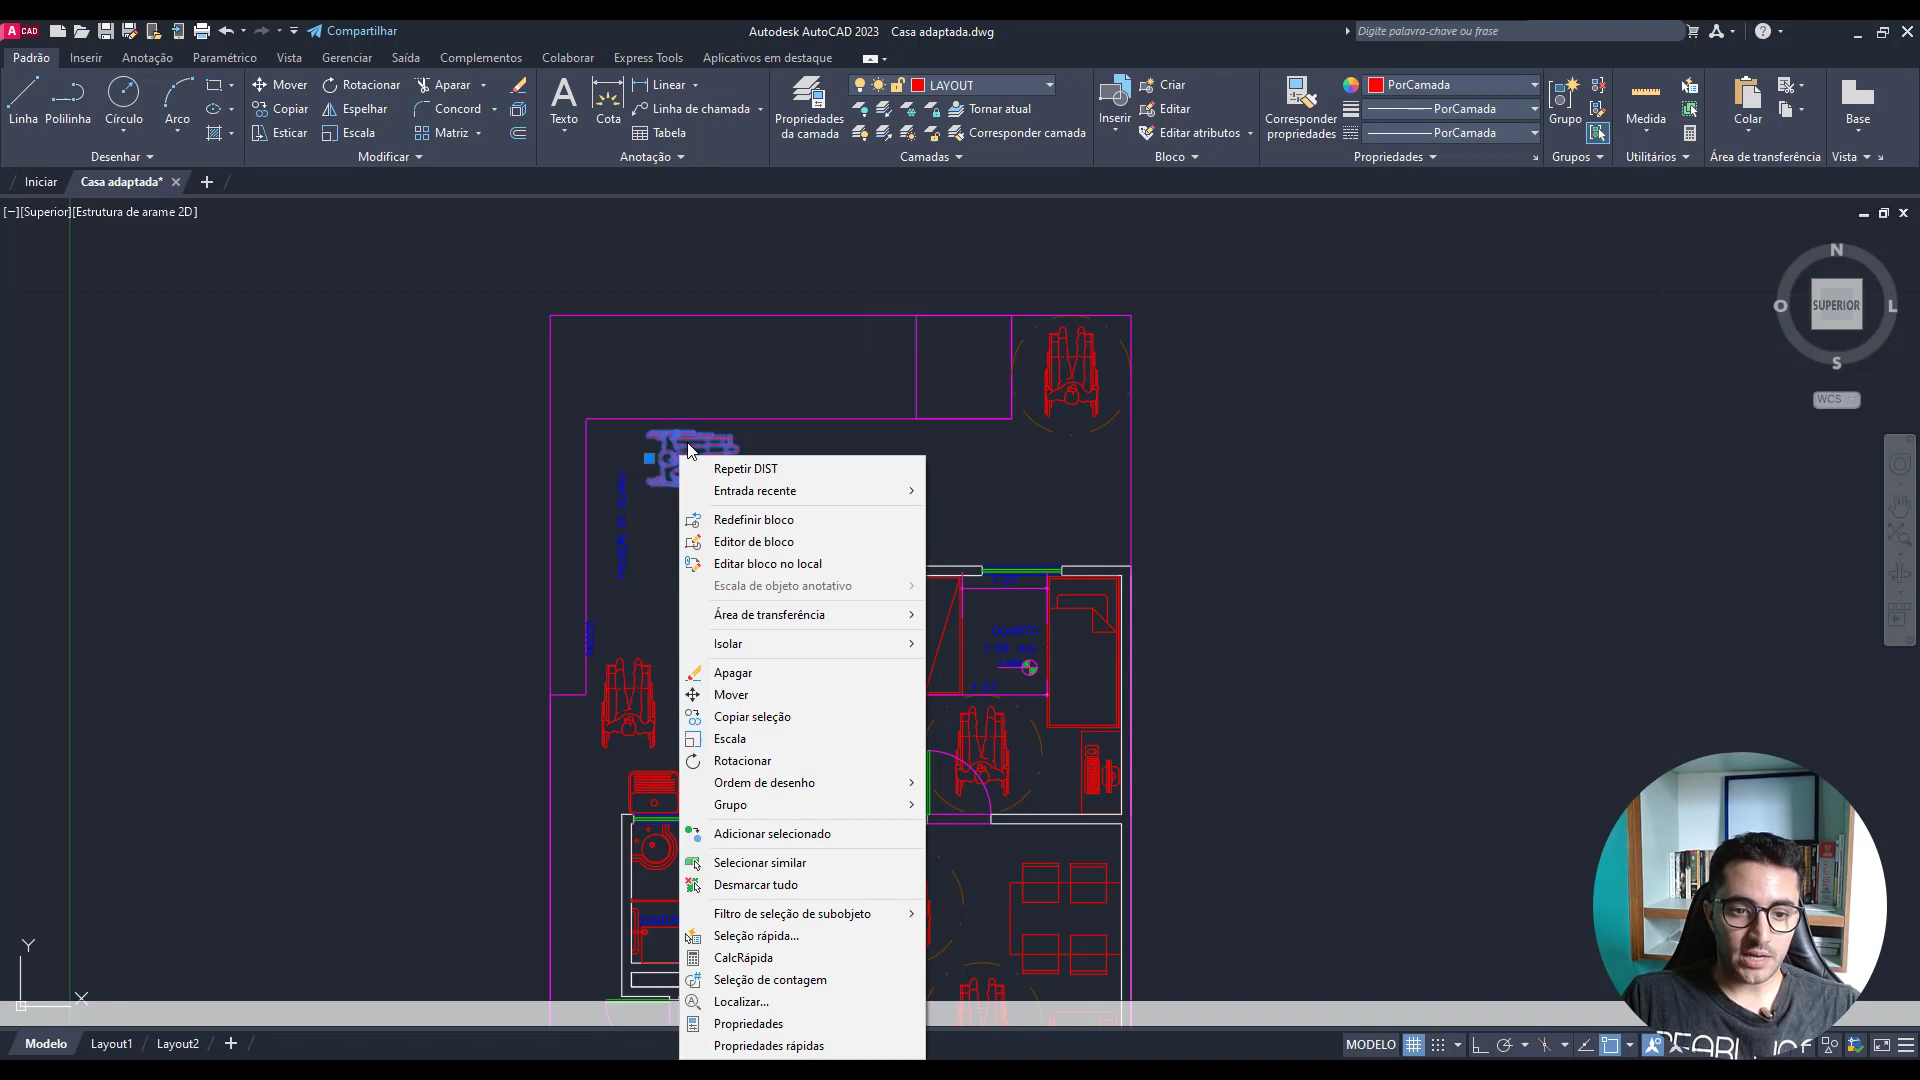 CAD
Compartilhar
Autodesk AutoCAD 2023 Casa adaptada.dwg
Digite palavra-chave ou frase
Padrão Inserir Anotação Paramétrico Vista Gerenciar Saída Complementos Colaborar Express Tools Aplicativos em destaque
Linha
Polilinha
Círculo
Arco
Desenhar
Mover
Copiar
Esticar
Rotacionar
Espelhar
Escala
Aparar
Concord
Matriz
Modificar
Texto
Cota
Linear
Linha de chamada
Tabela
Anotação
Propriedades
da camada
LAYOUT
Tornar atual
Corresponder camada
Camadas
Inserir
Criar
Editar
Editar atributos
Bloco
Corresponder
propriedades
PorCamada
PorCamada
PorCamada
Propriedades
Grupo
Grupos
Medida
Utilitários
Colar
Área de transferência
Base
Vista
Iniciar
Casa adaptada*
[−][Superior][Estrutura de arame 2D]
N
O
SUPERIOR
L
S
WCS
Repetir DIST
Entrada recente
Redefinir bloco
Editor de bloco
Editar bloco no local
Escala de objeto anotativo
Área de transferência
Isolar
Apagar
Mover
Copiar seleção
Escala
Rotacionar
Ordem de desenho
Grupo
Adicionar selecionado
Selecionar similar
Desmarcar tudo
Filtro de seleção de subobjeto
Seleção rápida...
CalcRápida
Seleção de contagem
Localizar...
Propriedades
Propriedades rápidas
QUARTO
7.50 m2
Y
X
Modelo
Layout1
Layout2
MODELO